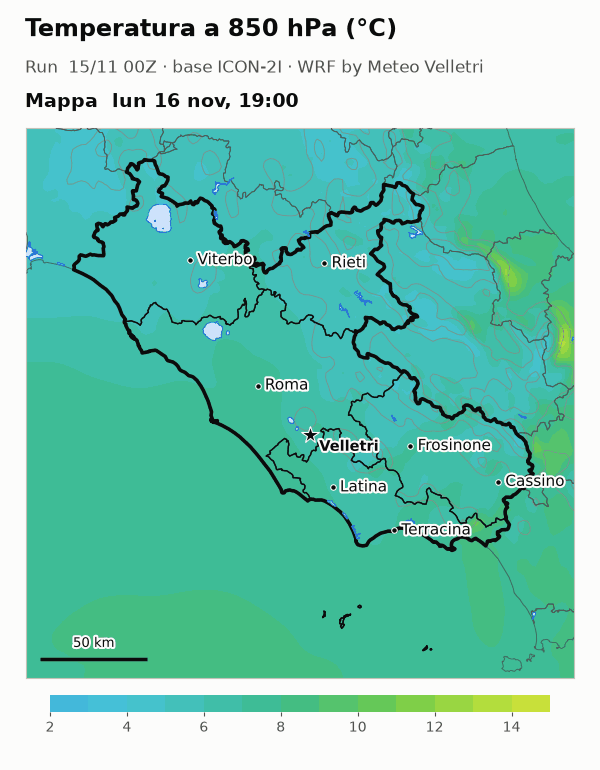 Temperatura a 850 hPa (°C)
Run  15/11 00Z · base ICON-2I · WRF by Meteo Velletri
Mappa  lun 16 nov, 19:00
Viterbo
Rieti
Roma
Velletri
Frosinone
Cassino
Latina
Terracina
50 km
2 4 6 8 10 12 14